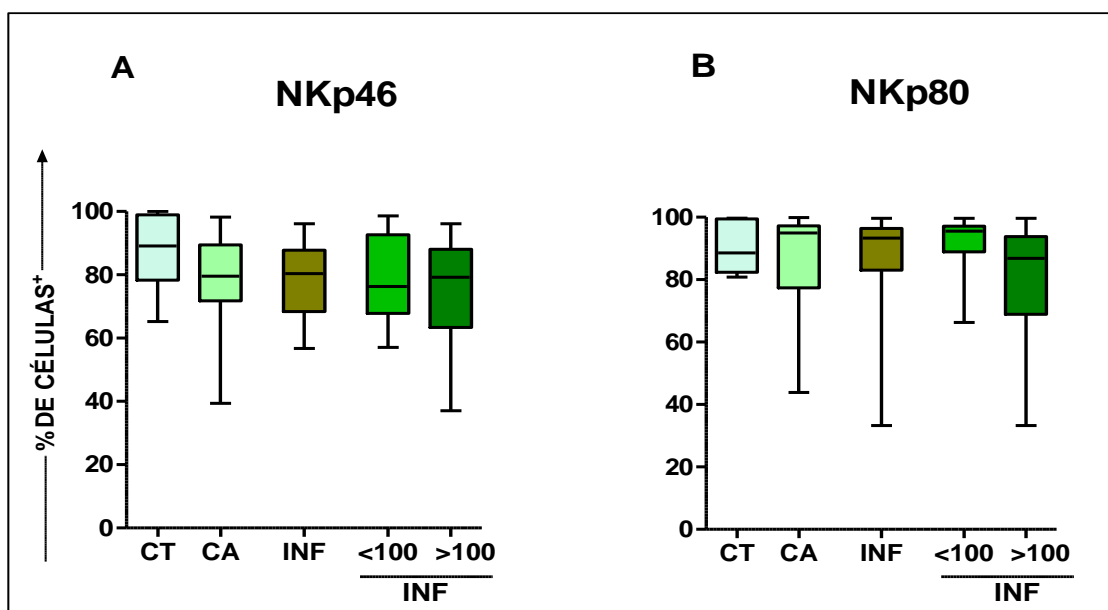 A
NKp46
% DE CÉLULAS⁺
100
80
60
40
20
0
CT CA INF <100 >100
INF
B
NKp80
100
80
60
40
20
0
CT CA INF <100 >100
INF